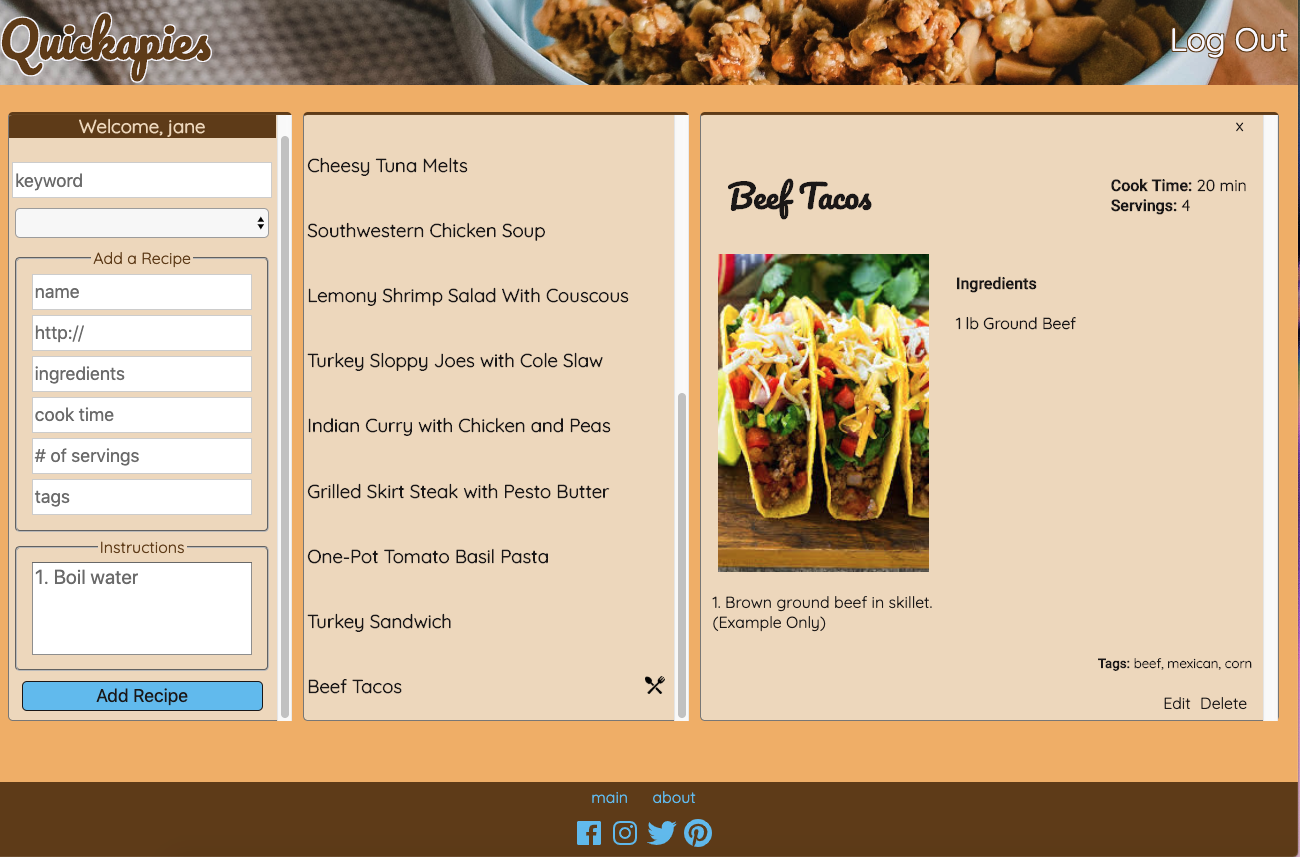 Quickapies
Log Out
Welcome, jane
keyword
Add a Recipe
name
http://
ingredients
cook time
# of servings
tags
Instructions
1. Boil water
Add Recipe
Cheesy Tuna Melts
Southwestern Chicken Soup
Lemony Shrimp Salad With Couscous
Turkey Sloppy Joes with Cole Slaw
Indian Curry with Chicken and Peas
Grilled Skirt Steak with Pesto Butter
One-Pot Tomato Basil Pasta
Turkey Sandwich
Beef Tacos
x
Beef Tacos
Cook Time: 20 min
Servings: 4
Ingredients
1 lb Ground Beef
1. Brown ground beef in skillet.
(Example Only)
Tags: beef, mexican, corn
Edit Delete
main about